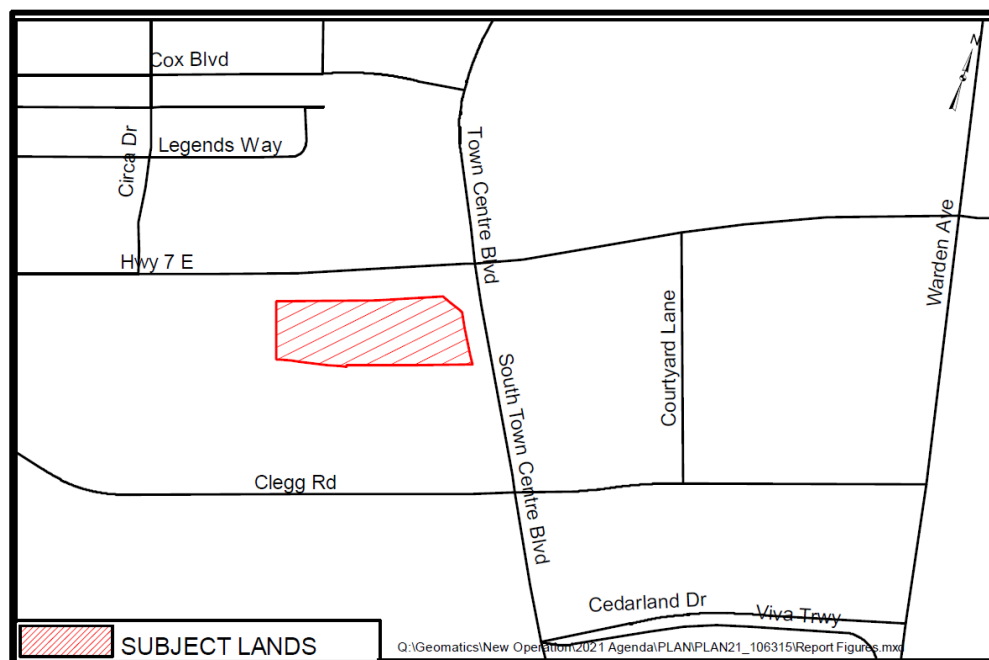 Cox Blvd
N
Circa Dr
Legends Way
Town Centre Blvd
Warden Ave
Hwy 7 E
Courtyard Lane
South Town Centre Blvd
Clegg Rd
Cedarland Dr
Viva Trwy
SUBJECT LANDS
Q:\Geomatics\New Operation\2021 Agenda\PLAN\PLAN21_106315\Report Figures.mxd